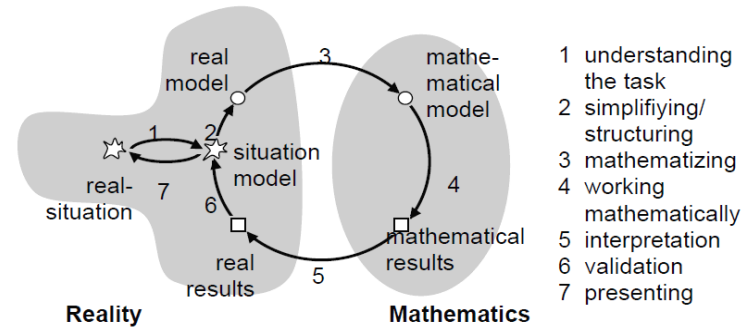 real
model
3
mathe-
matical
model
1
2
situation
model
real-
situation
7
6
4
real
results
5
mathematical
results
Reality
Mathematics
1 understanding
the task
2 simplifiying/
structuring
3 mathematizing
4 working
mathematically
5 interpretation
6 validation
7 presenting